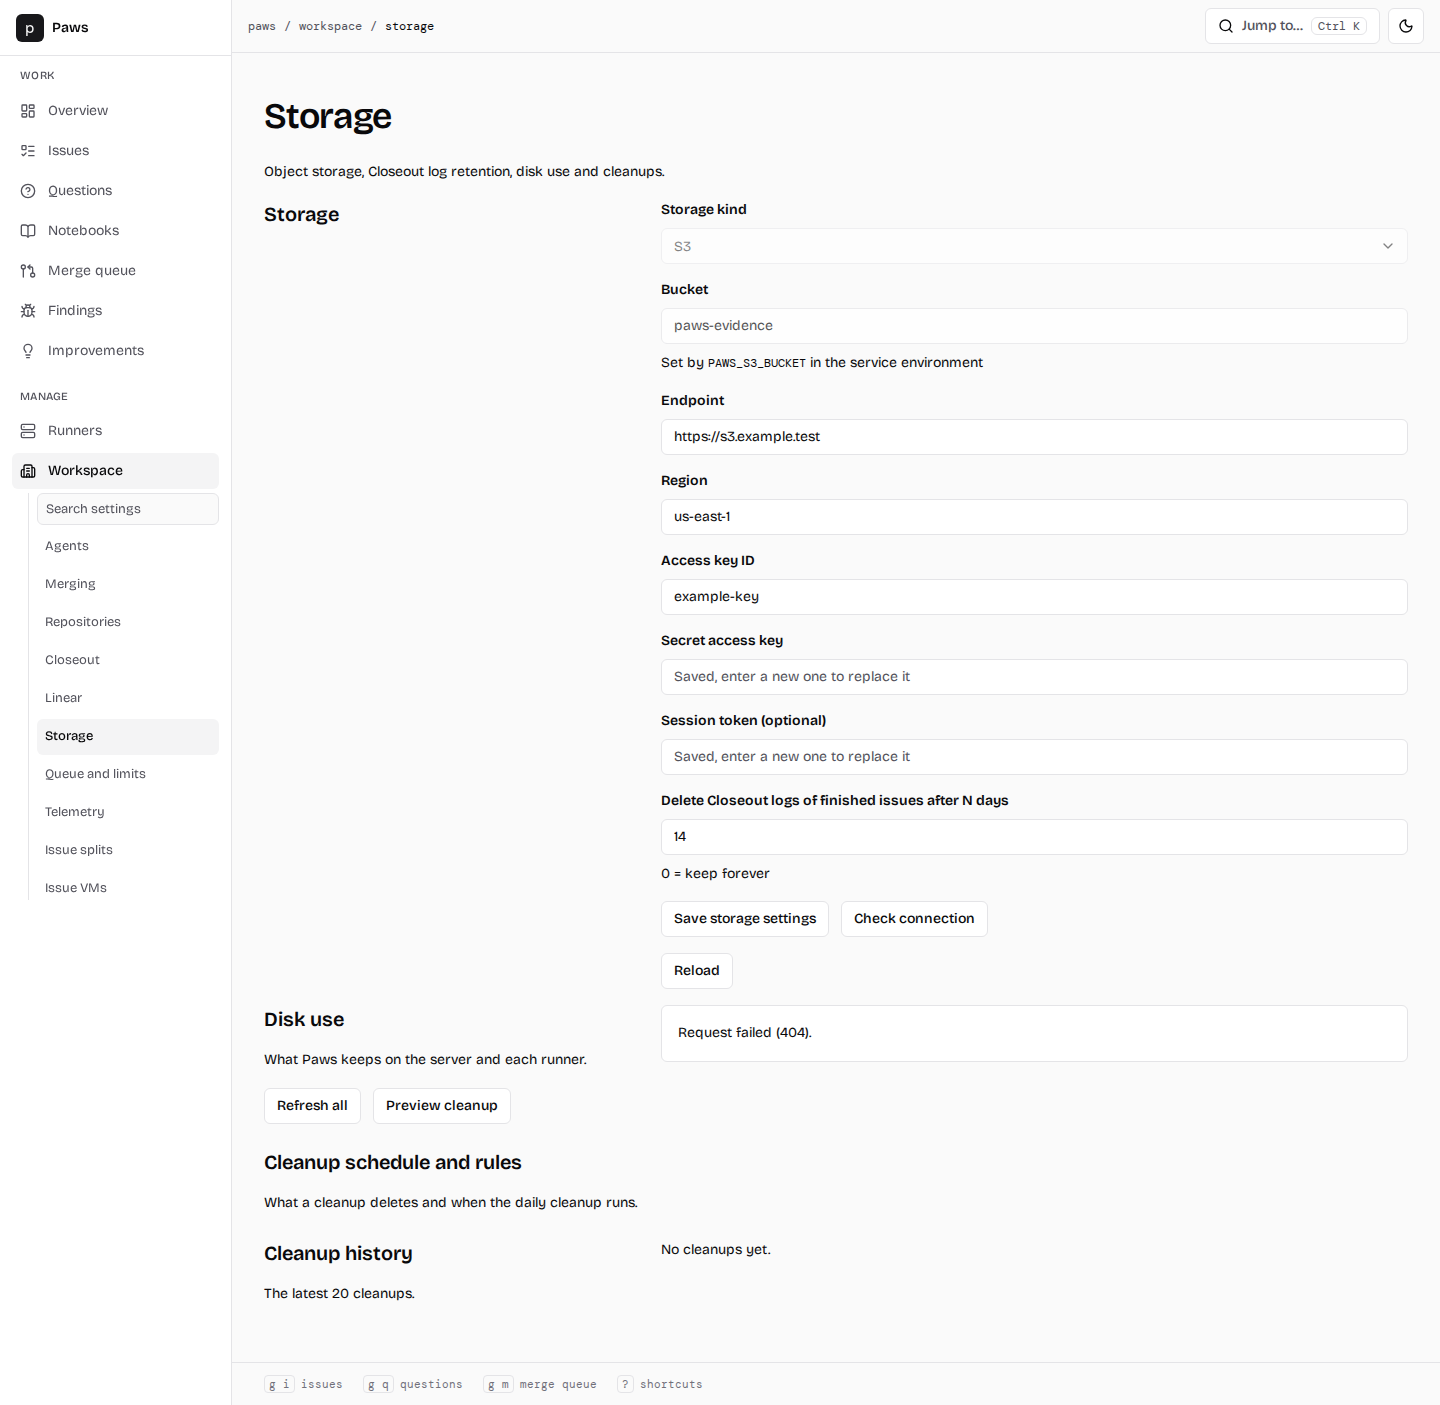 p Paws
paws / workspace / storage
Jump to... Ctrl K
WORK
Overview
Issues
Questions
Notebooks
Merge queue
Findings
Improvements
MANAGE
Runners
Workspace
Search settings
Agents
Merging
Repositories
Closeout
Linear
Storage
Queue and limits
Telemetry
Issue splits
Issue VMs
Storage
Object storage, Closeout log retention, disk use and cleanups.
Storage
Storage kind
S3
Bucket
paws-evidence
Set by PAWS_S3_BUCKET in the service environment
Endpoint
https://s3.example.test
Region
us-east-1
Access key ID
example-key
Secret access key
Saved, enter a new one to replace it
Session token (optional)
Saved, enter a new one to replace it
Delete Closeout logs of finished issues after N days
14
0 = keep forever
Save storage settings Check connection
Reload
Disk use
What Paws keeps on the server and each runner.
Refresh all Preview cleanup
Request failed (404).
Cleanup schedule and rules
What a cleanup deletes and when the daily cleanup runs.
Cleanup history
The latest 20 cleanups.
No cleanups yet.
g i issues g q questions g m merge queue ? shortcuts